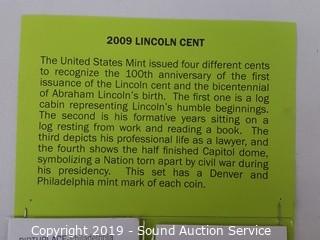 2009 LINCOLN CENT
The United States Mint issued four different cents
to recognize the 100th anniversary of the first
issuance of the Lincoln cent and the bicentennial
of Abraham Lincoln's birth. The first one is a log
cabin representing Lincoln's humble beginnings.
The second is his formative years sitting on a
log resting from work and reading a book. The
third depicts his professional life as a lawyer, and
the fourth shows the half finished Capitol dome,
symbolizing a Nation torn apart by civil war during
his presidency. This set has a Denver and
Philadelphia mint mark of each coin.
Copyright 2019 - Sound Auction Service